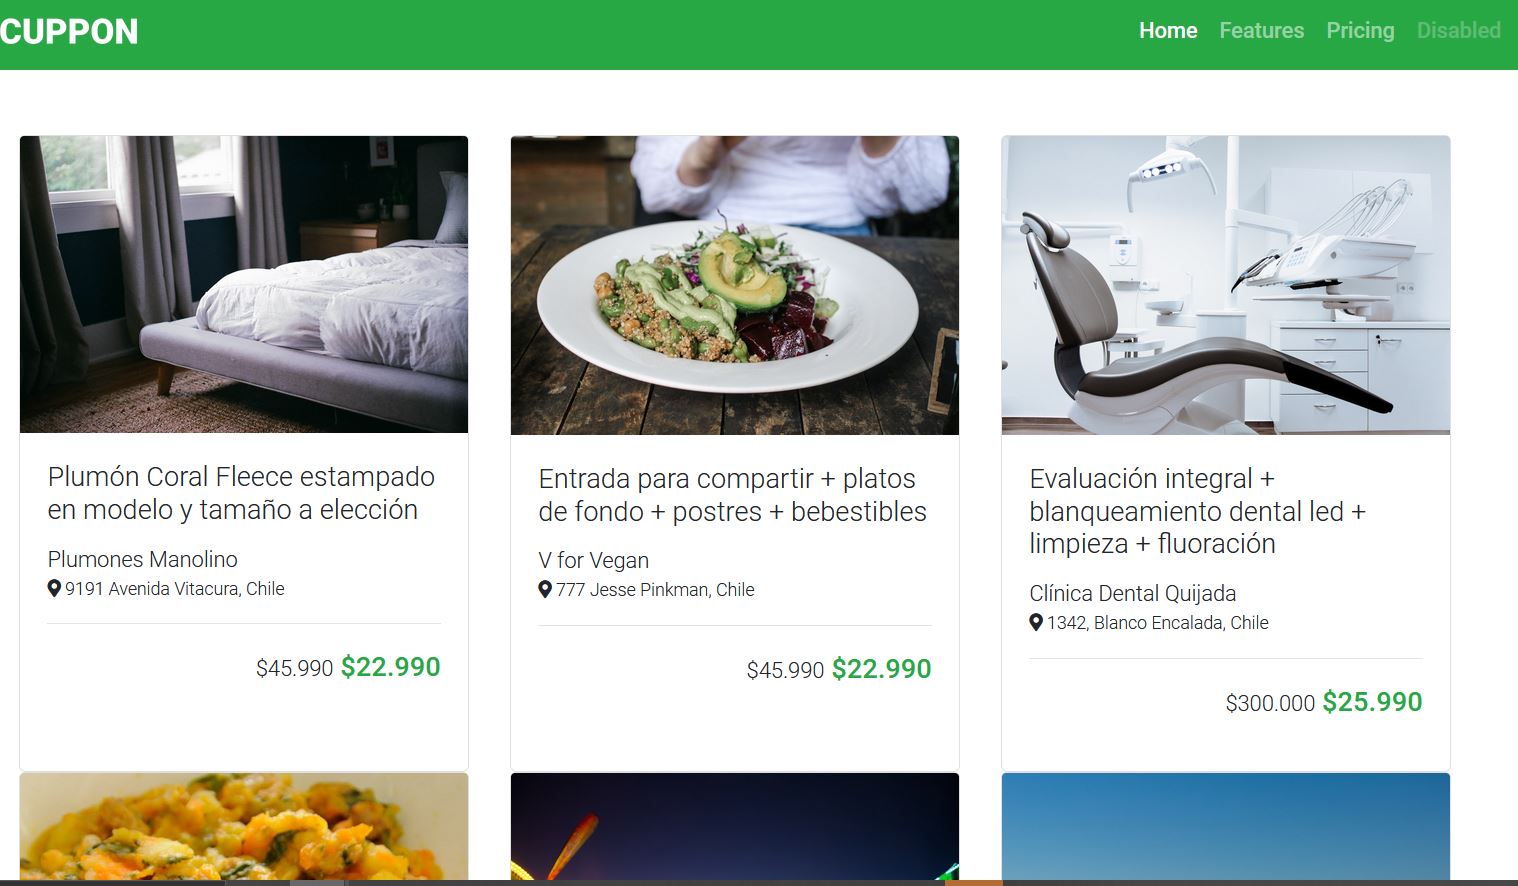 CUPPON
Home Features Pricing Disabled
Plumón Coral Fleece estampado
en modelo y tamaño a elección
Plumones Manolino
9191 Avenida Vitacura, Chile
$45.990 $22.990
Entrada para compartir + platos
de fondo + postres + bebestibles
V for Vegan
777 Jesse Pinkman, Chile
$45.990 $22.990
Evaluación integral +
blanqueamiento dental led +
limpieza + fluoración
Clínica Dental Quijada
1342, Blanco Encalada, Chile
$300.000 $25.990